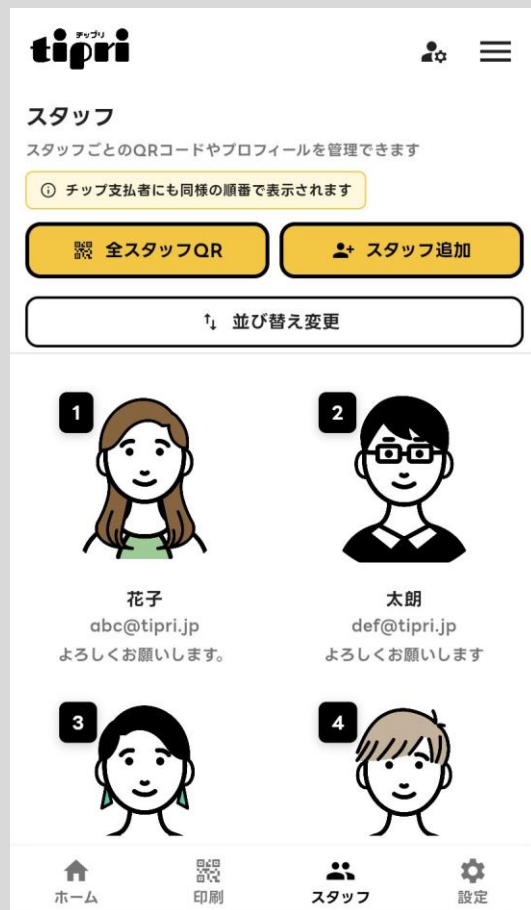 チップリ
tipri
スタッフ
スタッフごとのQRコードやプロフィールを管理できます
チップ支払者にも同様の順番で表示されます
全スタッフQR
スタッフ追加
並び替え変更
1
2
花子
太朗
abc@tipri.jp
def@tipri.jp
よろしくお願いします。
よろしくお願いします
3
4
ホーム
印刷
スタッフ
設定